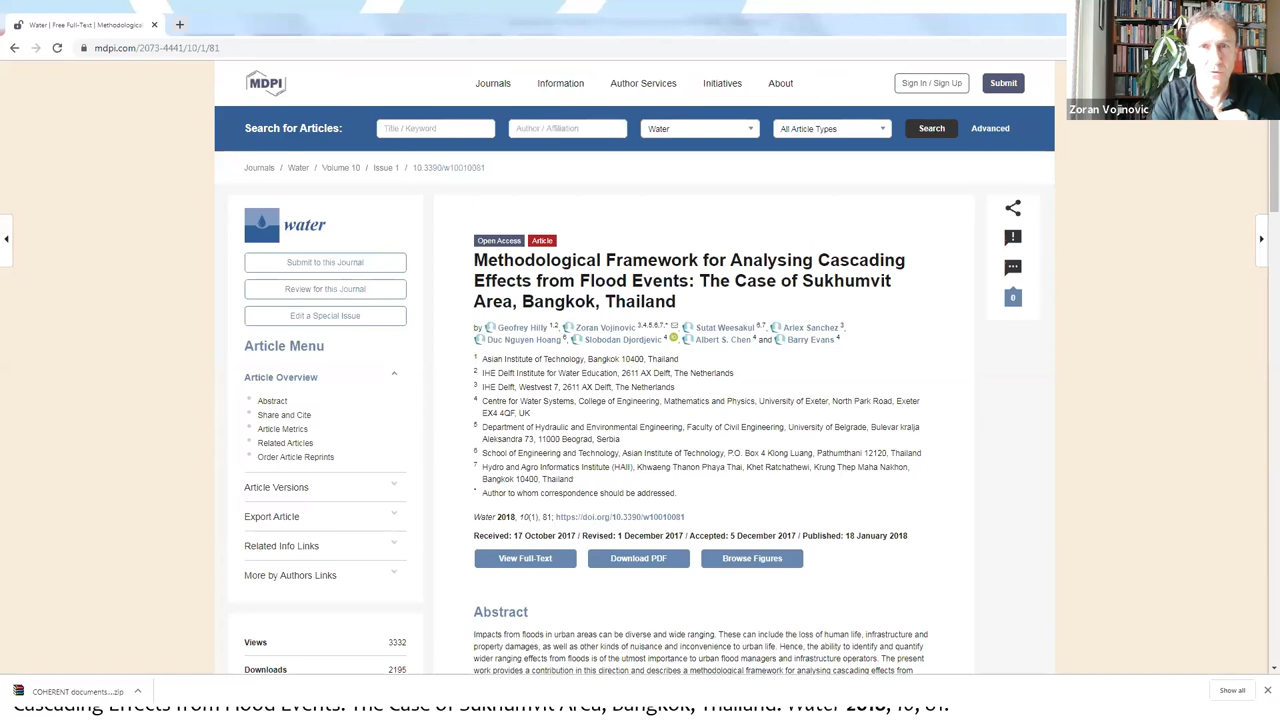 Water | Free Full-Text | Methodological
mdpi.com/2073-4441/10/1/81
Zoran Vojinovic
MDPI
Journals Information Author Services Initiatives About
Sign In / Sign Up Submit
Search for Articles: Title / Keyword Author / Affiliation Water All Article Types Search Advanced
Journals / Water / Volume 10 / Issue 1 / 10.3390/w10010081
water
Submit to this Journal
Review for this Journal
Edit a Special Issue
Article Menu
Article Overview
Abstract
Share and Cite
Article Metrics
Related Articles
Order Article Reprints
Article Versions
Export Article
Related Info Links
More by Authors Links
Views 3332
Downloads 2195
Open Access Article
Methodological Framework for Analysing Cascading
Effects from Flood Events: The Case of Sukhumvit
Area, Bangkok, Thailand
by Geofrey Hilly 1,2, Zoran Vojinovic 3,4,5,6,7,* Sutat Weesakul 6,7, Arlex Sanchez 3,
Duc Nguyen Hoang 6, Slobodan Djordjevic 4 Albert S. Chen 4 and Barry Evans 4
1 Asian Institute of Technology, Bangkok 10400, Thailand
2 IHE Delft Institute for Water Education, 2611 AX Delft, The Netherlands
3 IHE Delft, Westvest 7, 2611 AX Delft, The Netherlands
4 Centre for Water Systems, College of Engineering, Mathematics and Physics, University of Exeter, North Park Road, Exeter
EX4 4QF, UK
5 Department of Hydraulic and Environmental Engineering, Faculty of Civil Engineering, University of Belgrade, Bulevar kralja
Aleksandra 73, 11000 Beograd, Serbia
6 School of Engineering and Technology, Asian Institute of Technology, P.O. Box 4 Klong Luang, Pathumthani 12120, Thailand
7 Hydro and Agro Informatics Institute (HAII), Khwaeng Thanon Phaya Thai, Khet Ratchathewi, Krung Thep Maha Nakhon,
Bangkok 10400, Thailand
* Author to whom correspondence should be addressed.
Water 2018, 10(1), 81; https://doi.org/10.3390/w10010081
Received: 17 October 2017 / Revised: 1 December 2017 / Accepted: 5 December 2017 / Published: 18 January 2018
View Full-Text Download PDF Browse Figures
Abstract
Impacts from floods in urban areas can be diverse and wide ranging. These can include the loss of human life, infrastructure and
property damages, as well as other kinds of nuisance and inconvenience to urban life. Hence, the ability to identify and quantify
wider ranging effects from floods is of the utmost importance to urban flood managers and infrastructure operators. The present
work provides a contribution in this direction and describes a methodological framework for analysing cascading effects from
0
COHERENT documents....zip
Show all
Cascading Effects from Flood Events: The Case of Sukhumvit Area, Bangkok, Thailand. Water 2018, 10, 81.